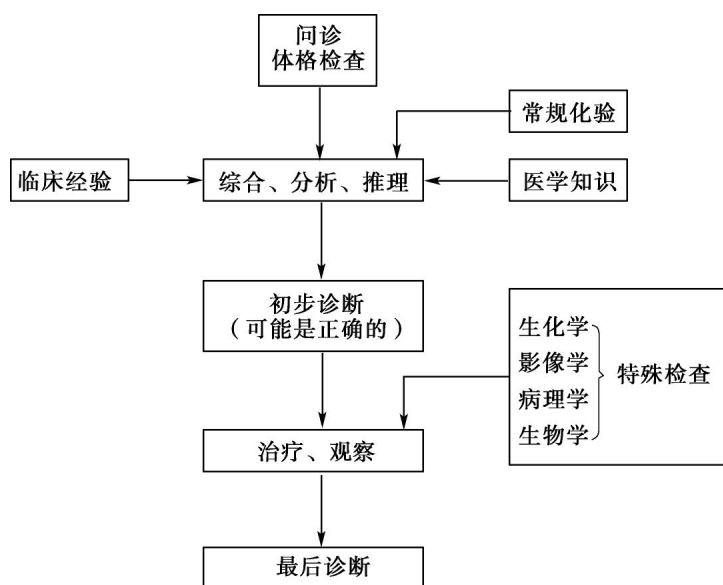 问诊
体格检查
常规化验
临床经验
综合、分析、推理
医学知识
初步诊断
（可能是正确的）
生化学
影像学
病理学
生物学
特殊检查
治疗、观察
最后诊断